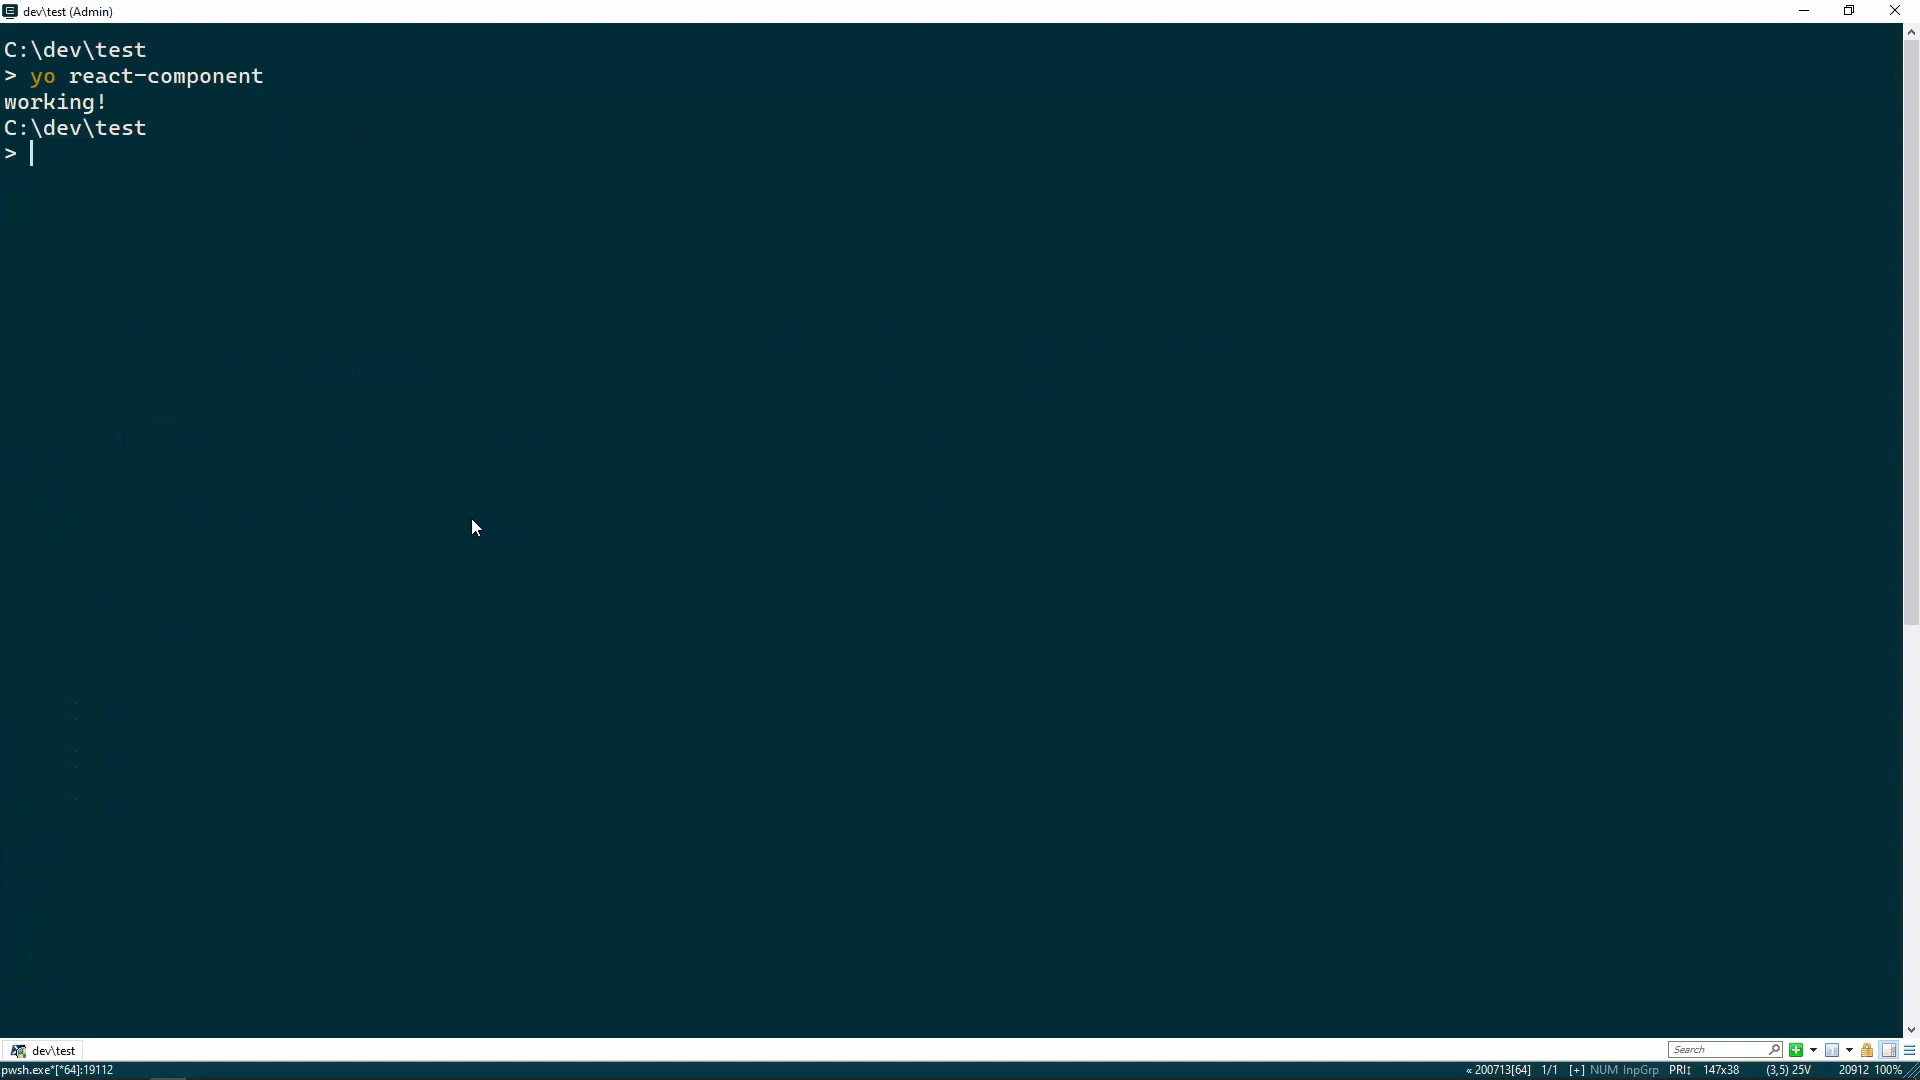 dev\test (Admin)
C:\dev\test
> yo react-component
working!
C:\dev\test
>
dev\test
Search
pwsh.exe*[*64]:19112
« 200713[64] 1/1 [+] NUM InpGrp PRI↕ 147x38 (3,5) 25V 20912 100%